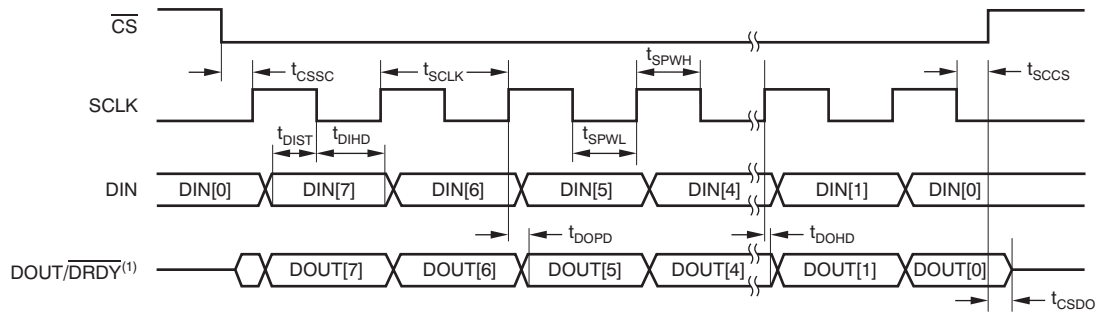 CS
tCSSC
tSCLK
tSPWH
tSCCS
SCLK
tDIST
tDIHD
tSPWL
DIN
DIN[0]
DIN[7]
DIN[6]
DIN[5]
DIN[4]
DIN[1]
DIN[0]
tDOPD
tDOHD
DOUT/DRDY(1)
DOUT[7]
DOUT[6]
DOUT[5]
DOUT[4]
DOUT[1]
DOUT[0]
tCSDO